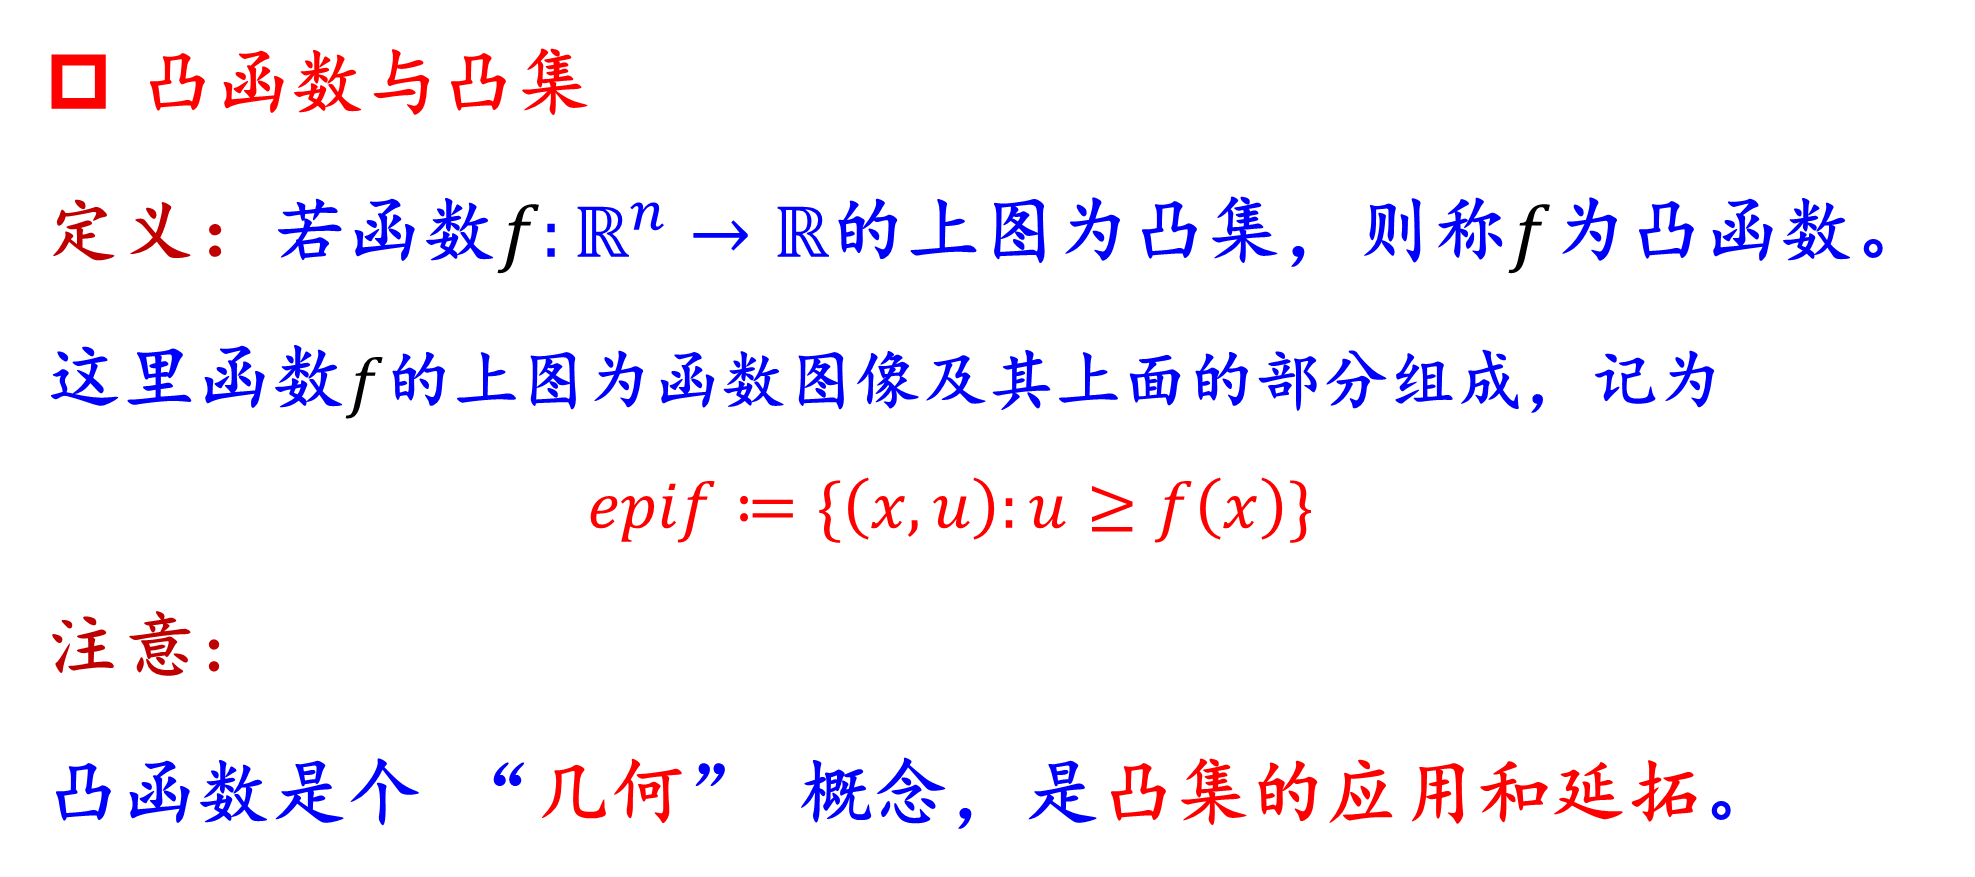 凸函数与凸集
定义：若函数f:ℝⁿ → ℝ的上图为凸集，则称f为凸函数。
这里函数f的上图为函数图像及其上面的部分组成，记为
epif ≔ {(x,u):u ≥ f(x)}
注意：
凸函数是个 “几何” 概念，是凸集的应用和延拓。